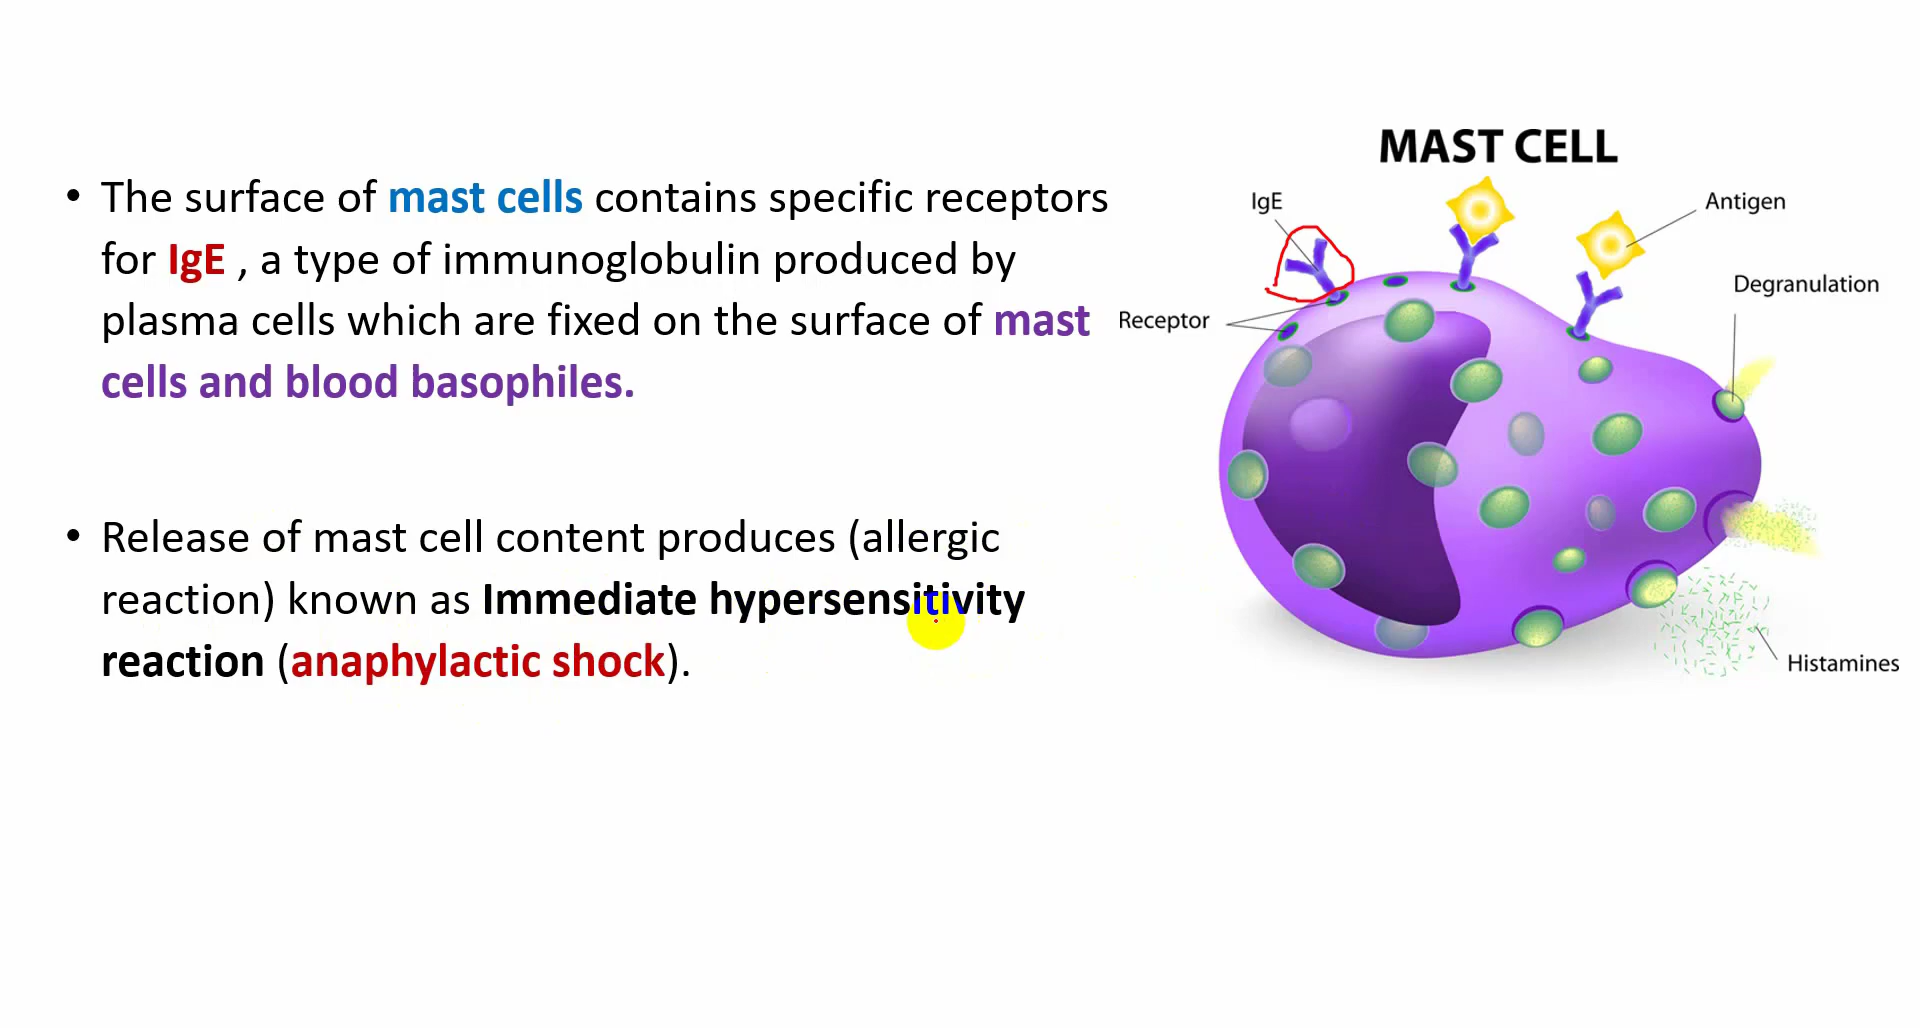 MAST CELL
• The surface of mast cells contains specific receptors
for IgE , a type of immunoglobulin produced by
plasma cells which are fixed on the surface of mast
cells and blood basophiles.
• Release of mast cell content produces (allergic
reaction) known as Immediate hypersensitivity
reaction (anaphylactic shock).
IgE
Antigen
Degranulation
Receptor
Histamines